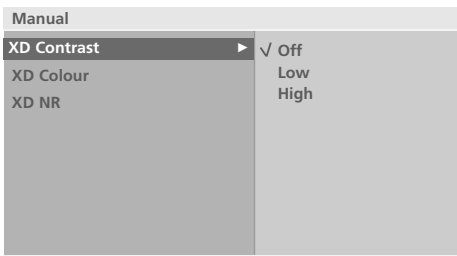 Manual
XD Contrast ► √ Off
XD Colour Low
XD NR High